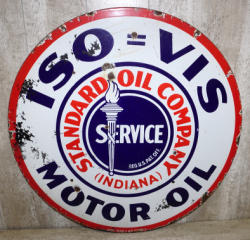 ISO=VIS
STANDARD OIL COMPANY
SERVICE
REG. U.S. PAT. OFF.
(INDIANA)
MOTOR OIL